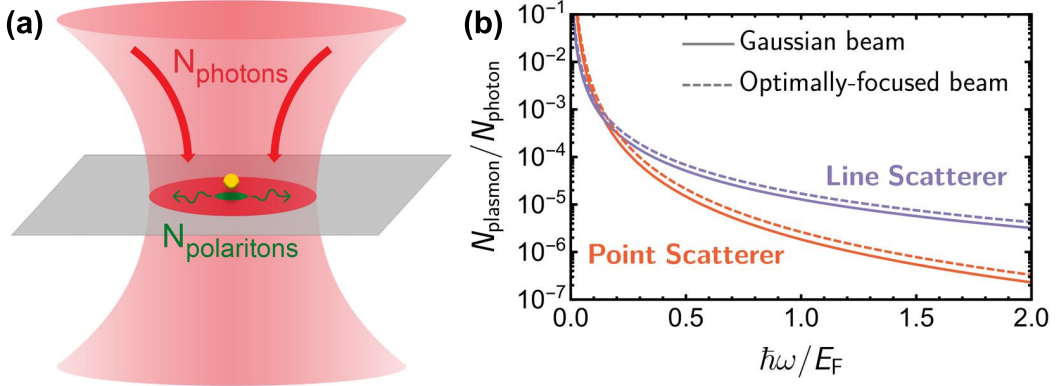 (a)
N_photons
N_polaritons
(b)
N_plasmon/N_photon
10^-1
10^-2
10^-3
10^-4
10^-5
10^-6
10^-7
Gaussian beam
Optimally-focused beam
Line Scatterer
Point Scatterer
0.0 0.5 1.0 1.5 2.0
ħω/E_F